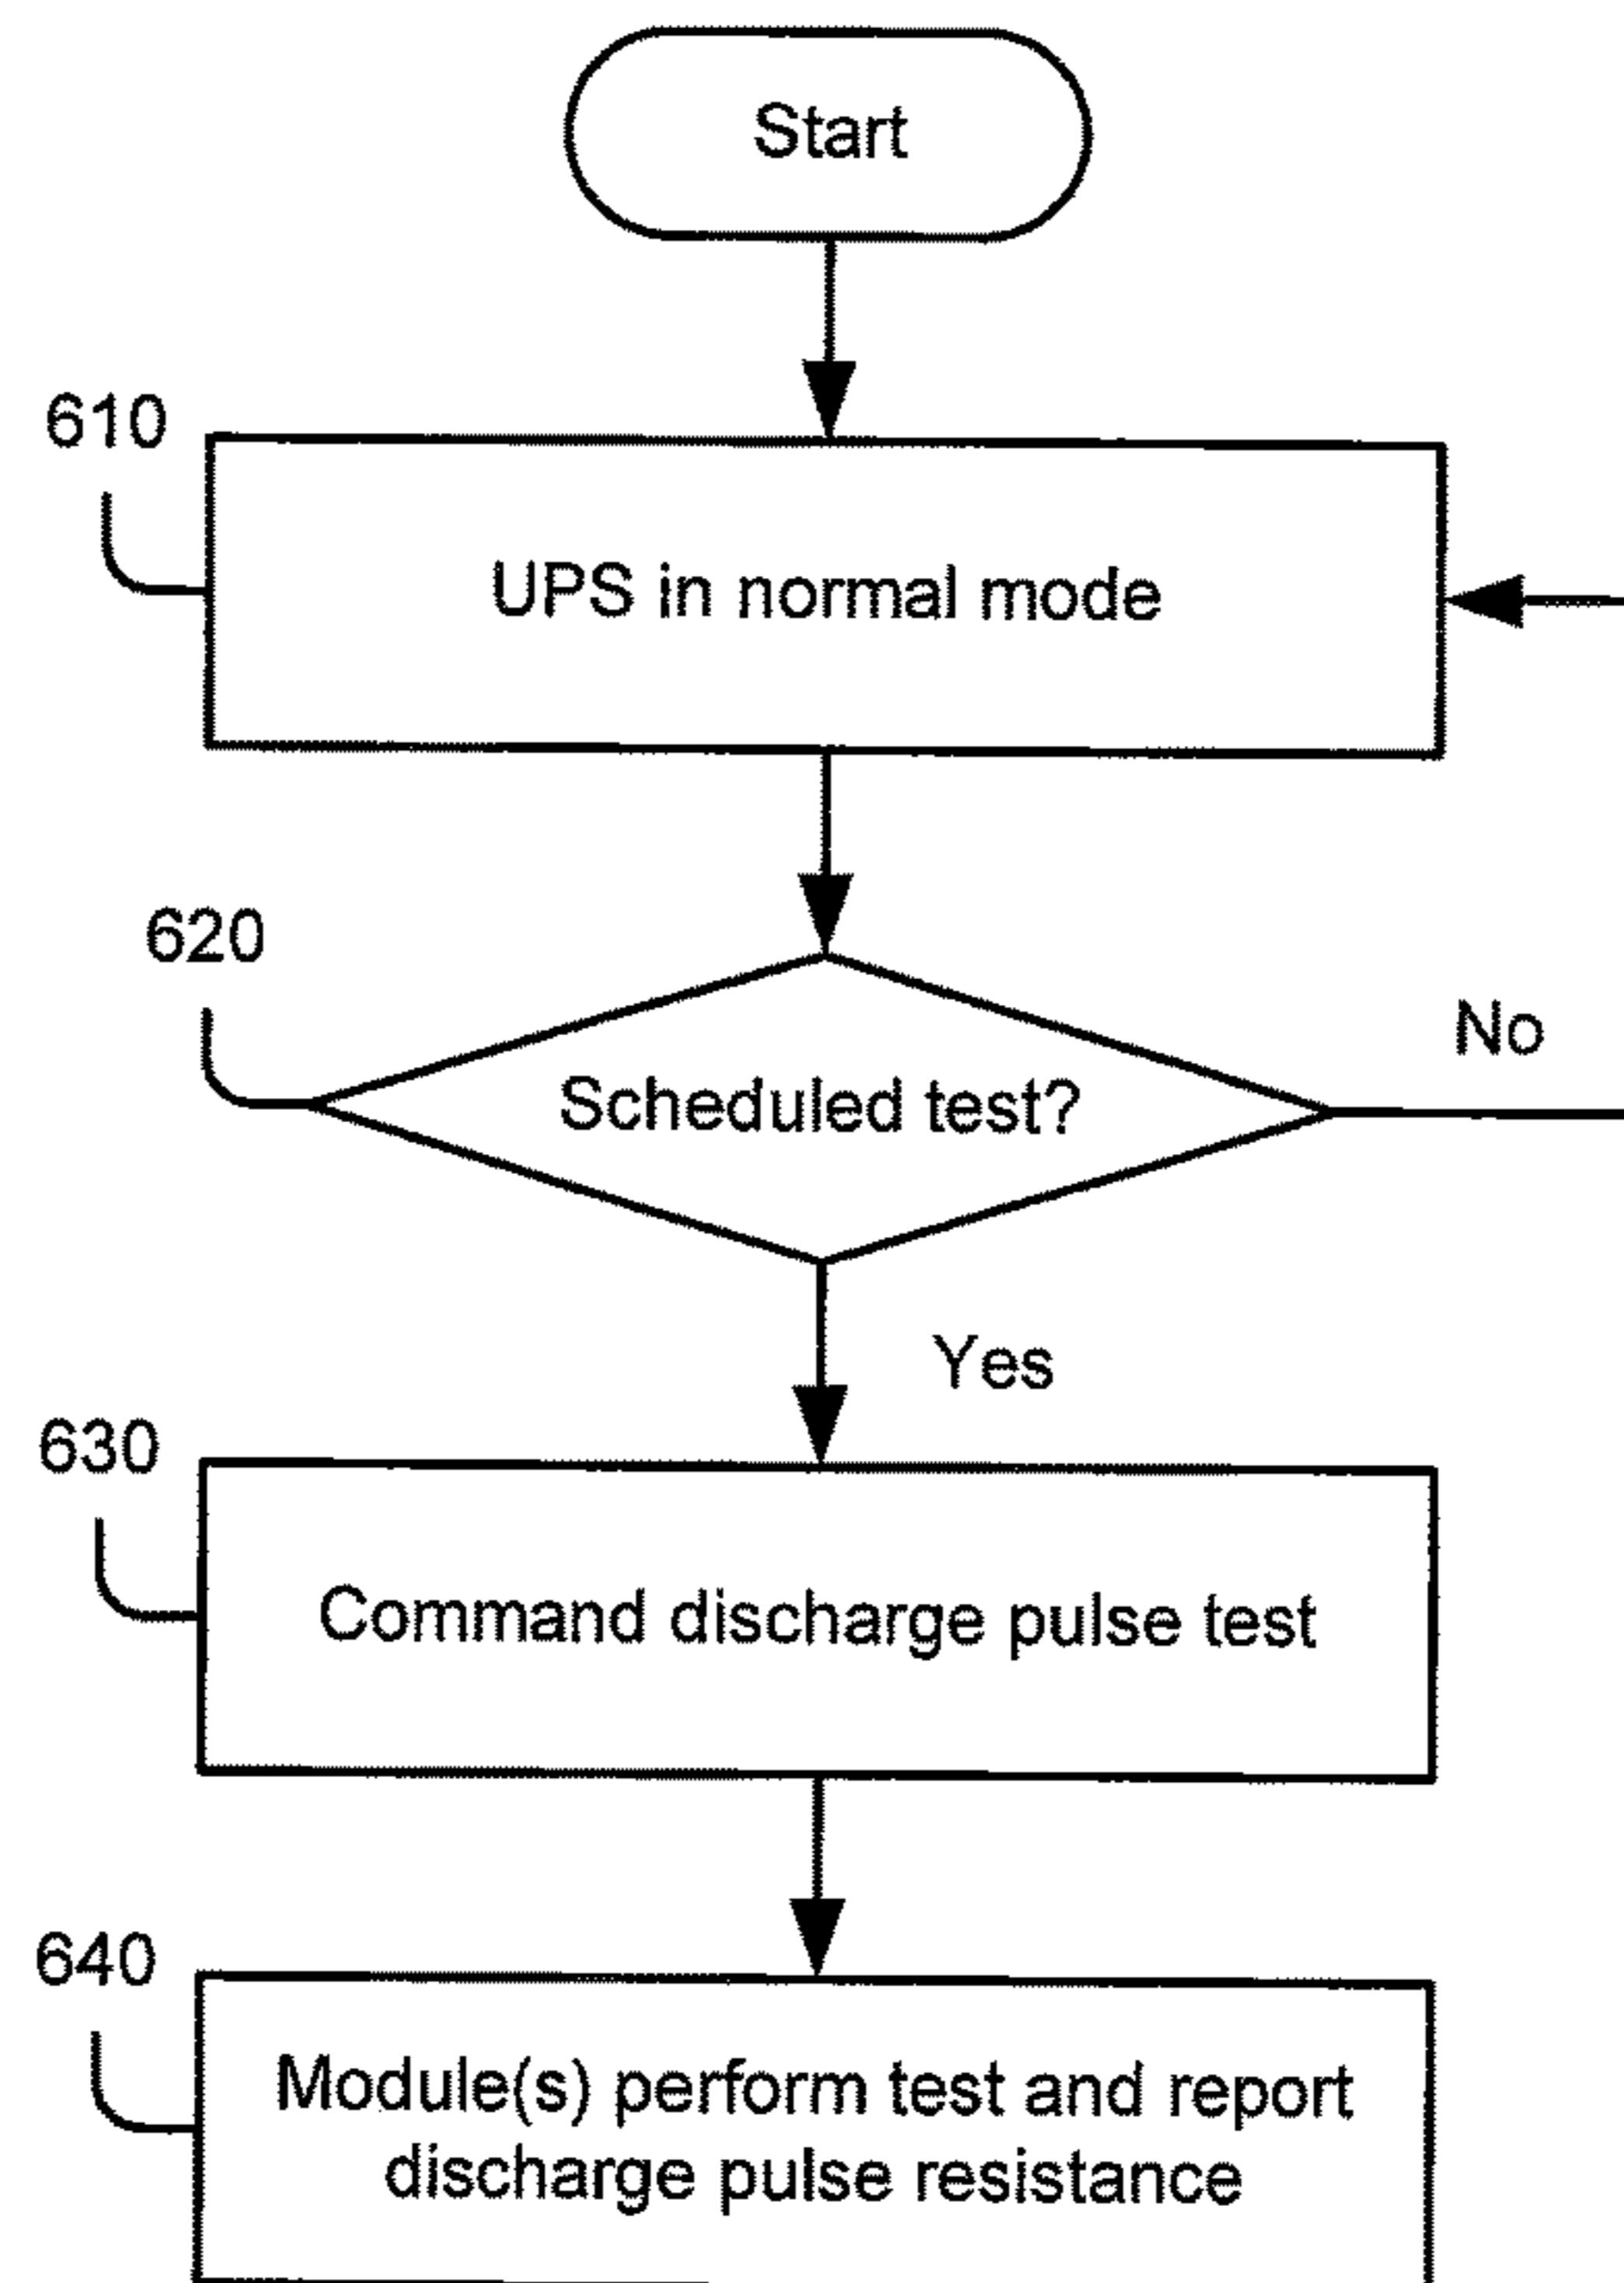 Start
610
UPS in normal mode
620
Scheduled test?
No
Yes
630
Command discharge pulse test
640
Module(s) perform test and report
discharge pulse resistance